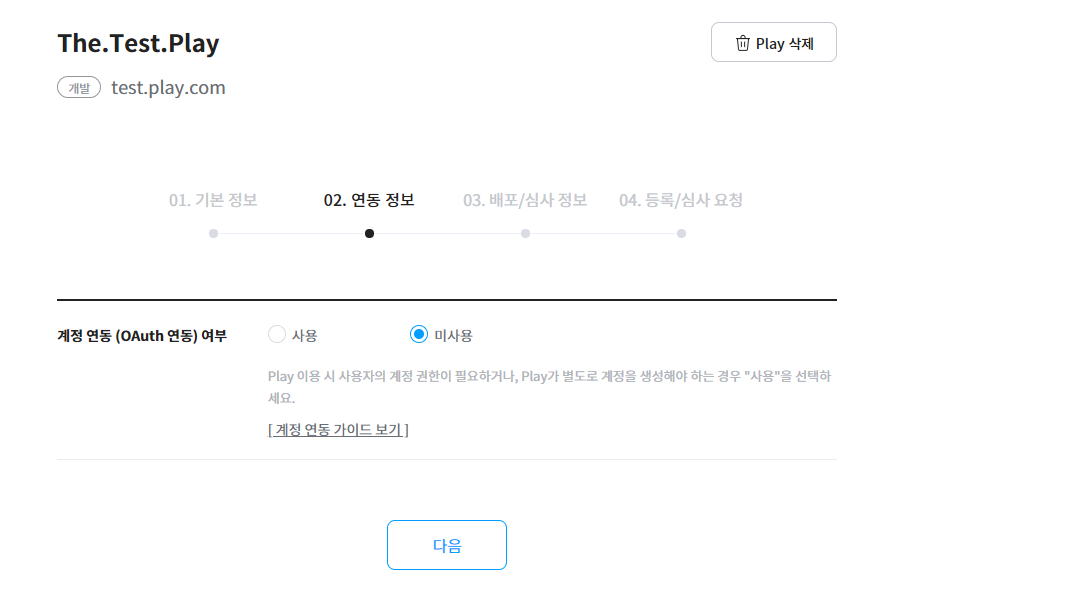 The.Test.Play
Play 삭제
개발 test.play.com
01. 기본 정보 02. 연동 정보 03. 배포/심사 정보 04. 등록/심사 요청
계정 연동 (OAuth 연동) 여부 사용 미사용
Play 이용 시 사용자의 계정 권한이 필요하거나, Play가 별도로 계정을 생성해야 하는 경우 "사용"을 선택하
세요.
[ 계정 연동 가이드 보기 ]
다음